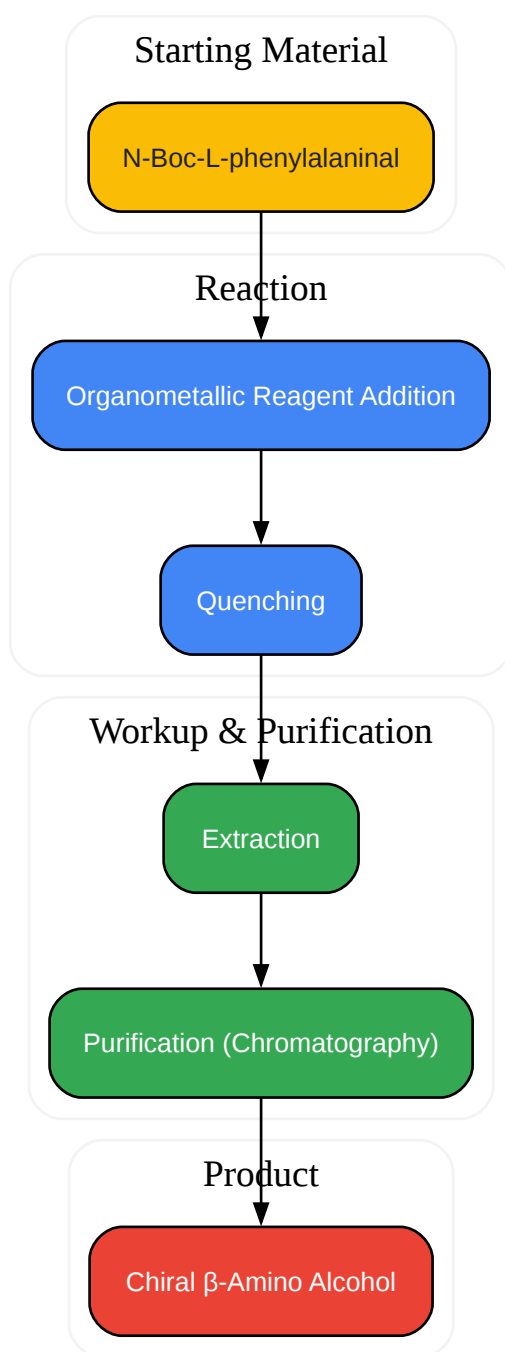 Starting Material
N-Boc-L-phenylalaninal
Reaction
Organometallic Reagent Addition
Quenching
Workup & Purification
Extraction
Purification (Chromatography)
Product
Chiral β-Amino Alcohol